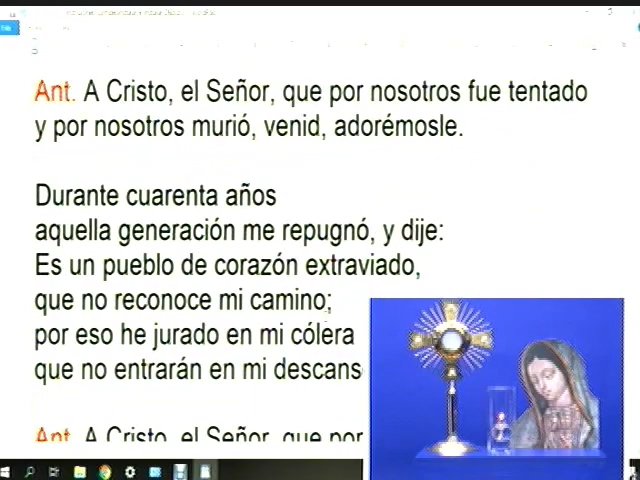 Ant. A Cristo, el Señor, que por nosotros fue tentado
y por nosotros murió, venid, adorémosle.
Durante cuarenta años
aquella generación me repugnó, y dije:
Es un pueblo de corazón extraviado,
que no reconoce mi camino;
por eso he jurado en mi cólera
que no entrarán en mi descans
Ant. A Cristo, el Señor, que por